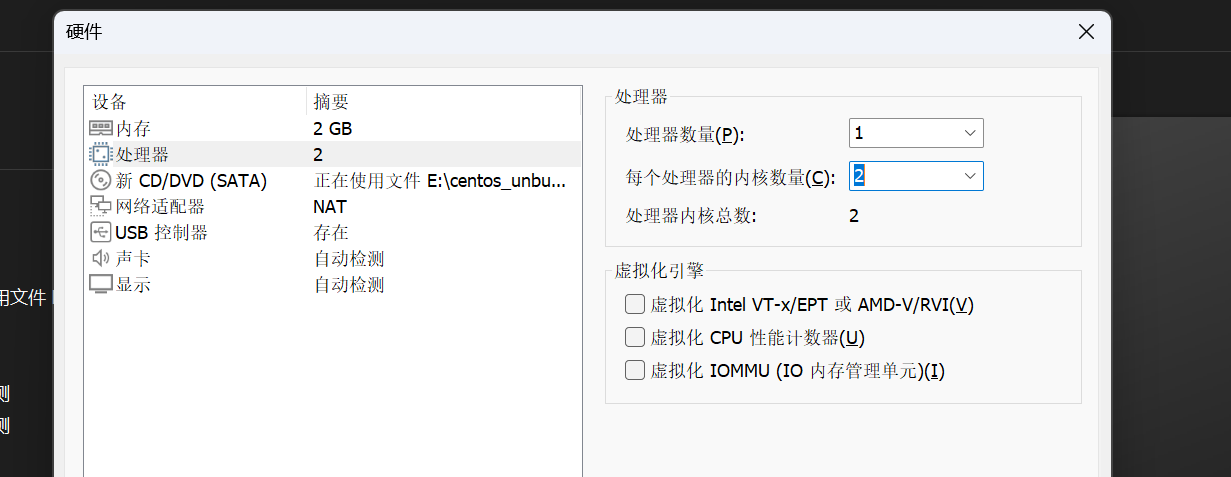 硬件
设备 摘要
内存 2 GB
处理器 2
新 CD/DVD (SATA) 正在使用文件 E:\centos_unbu...
网络适配器 NAT
USB 控制器 存在
声卡 自动检测
显示 自动检测
处理器
处理器数量(P): 1
每个处理器的内核数量(C): 2
处理器内核总数: 2
虚拟化引擎
虚拟化 Intel VT-x/EPT 或 AMD-V/RVI(V)
虚拟化 CPU 性能计数器(U)
虚拟化 IOMMU (IO 内存管理单元)(I)
用文件
测
测